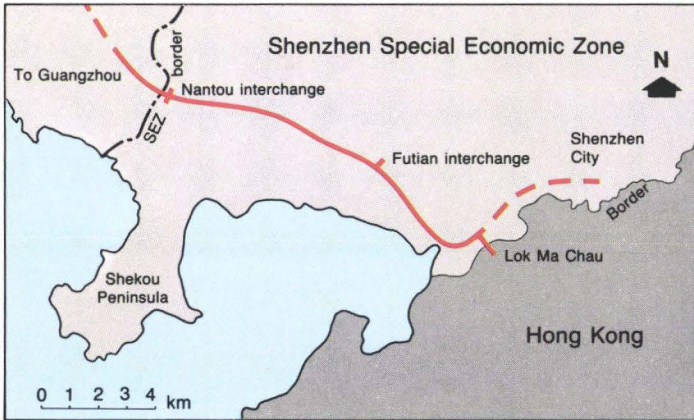 Shenzhen Special Economic Zone
N
To Guangzhou
border
SEZ
Nantou interchange
Futian interchange
Shenzhen
City
Border
Lok Ma Chau
Shekou
Peninsula
Hong Kong
0 1 2 3 4 km